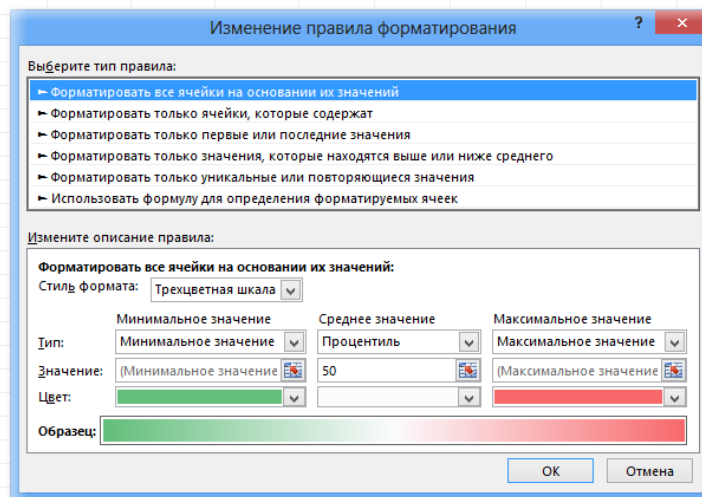 Изменение правила форматирования
?
Выберите тип правила:
► Форматировать все ячейки на основании их значений
► Форматировать только ячейки, которые содержат
► Форматировать только первые или последние значения
► Форматировать только значения, которые находятся выше или ниже среднего
► Форматировать только уникальные или повторяющиеся значения
► Использовать формулу для определения форматируемых ячеек
Измените описание правила:
Форматировать все ячейки на основании их значений:
Стиль формата: Трехцветная шкала
Минимальное значение Среднее значение Максимальное значение
Тип: Минимальное значение Процентиль Максимальное значение
Значение: (Минимальное значение 50 (Максимальное значение
Цвет:
Образец:
ОК Отмена